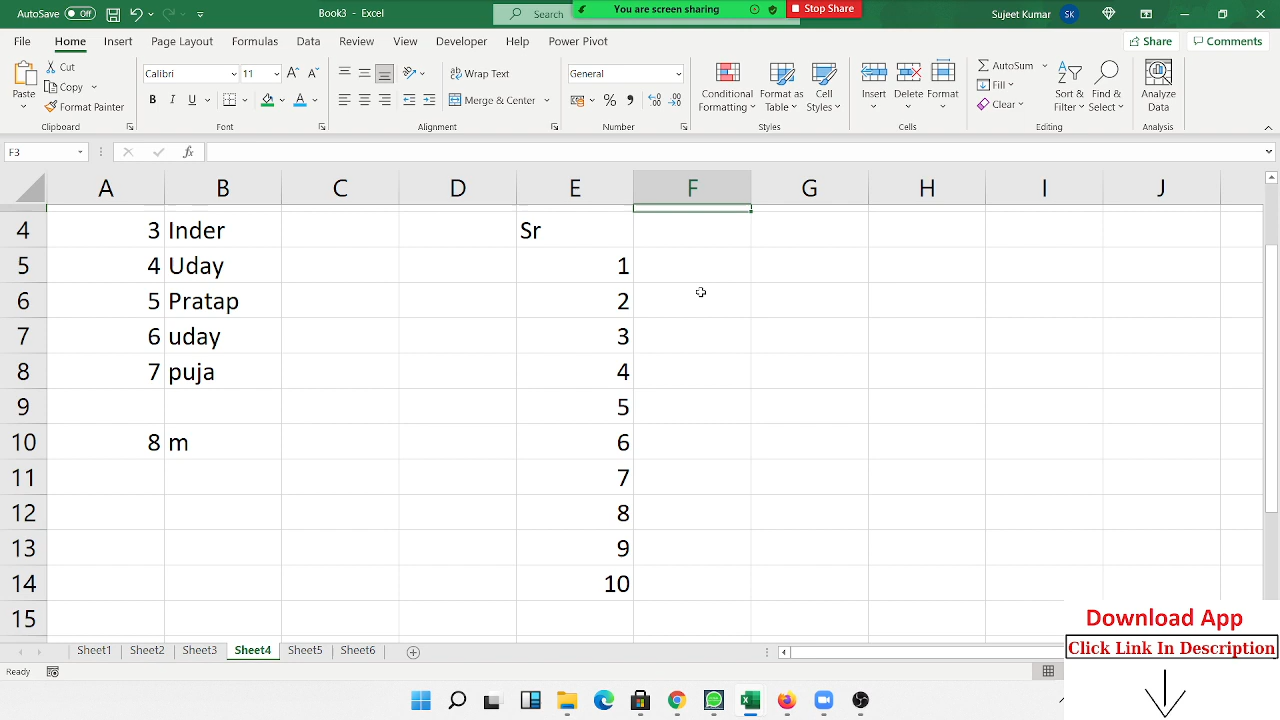 AutoSave Off Book3 - Excel Search You are screen sharing Stop Share Sujeet Kumar SK
File Home Insert Page Layout Formulas Data Review View Developer Help Power Pivot Share Comments
Paste Cut Copy Format Painter Clipboard
Calibri 11 B I U A Font
Wrap Text Merge & Center Alignment
General % Number
Conditional Formatting Format as Table Cell Styles Styles
Insert Delete Format Cells
AutoSum Fill Clear Sort & Filter Find & Select Editing
Analyze Data Analysis
F3 fx
A B C D E F G H I J
4 3 Inder Sr
5 4 Uday 1
6 5 Pratap 2
7 6 uday 3
8 7 puja 4
9 5
10 8 m 6
11 7
12 8
13 9
14 10
15
Download App
Click Link In Description
Sheet1 Sheet2 Sheet3 Sheet4 Sheet5 Sheet6
Ready